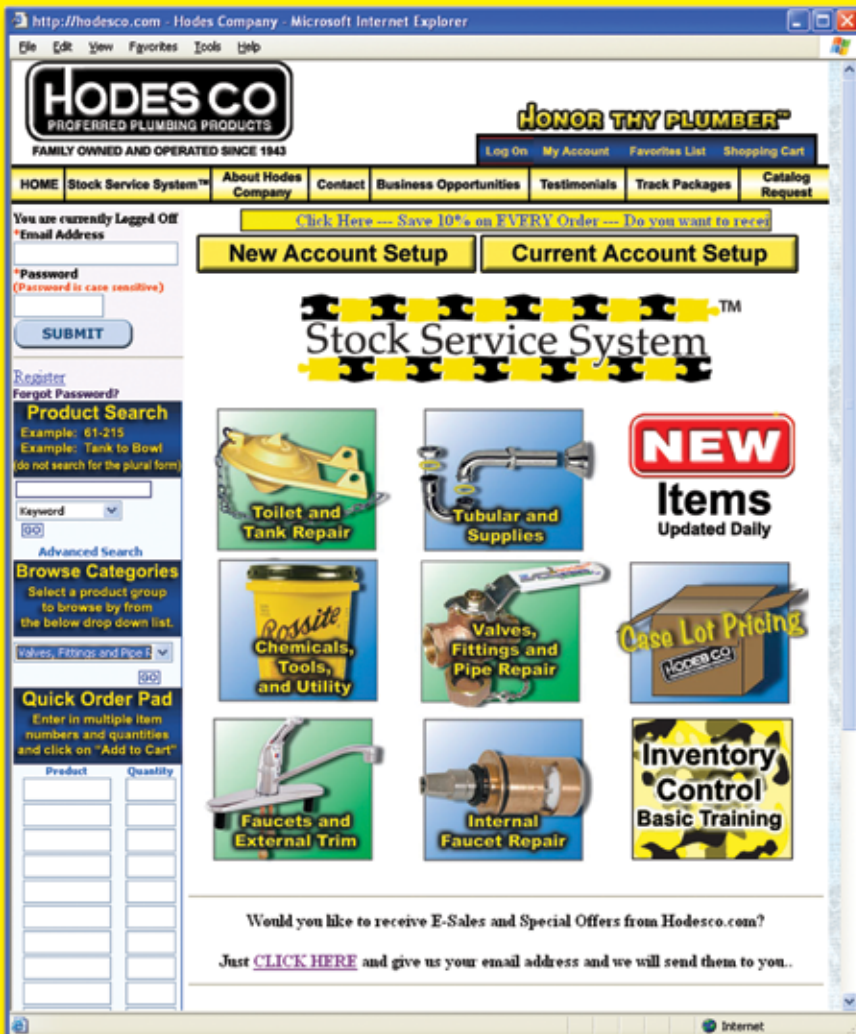 http://hodesco.com - Hodes Company - Microsoft Internet Explorer
File Edit View Favorites Tools Help
HODES CO
PROFERRED PLUMBING PRODUCTS
FAMILY OWNED AND OPERATED SINCE 1943
HONOR THY PLUMBER™
Log On My Account Favorites List Shopping Cart
HOME Stock Service System™ About Hodes Company Contact Business Opportunities Testimonials Track Packages Catalog Request
You are currently Logged Off
*Email Address
*Password
(Password is case sensitive)
SUBMIT
Register
Forgot Password?
Product Search
Example: 61-215
Example: Tank to Bowl
(do not search for the plural form)
Keyword
GO
Advanced Search
Browse Categories
Select a product group
to browse by from
the below drop down list.
Valves, Fittings and Pipe R
GO
Quick Order Pad
Enter in multiple item
numbers and quantities
and click on "Add to Cart"
Product Quantity
Click Here --- Save 10% on EVERY Order --- Do you want to recei
New Account Setup Current Account Setup
Stock Service System™
Toilet and
Tank Repair
Tubular and
Supplies
NEW
Items
Updated Daily
Rossite
Chemicals,
Tools,
and Utility
Valves,
Fittings and
Pipe Repair
Case Lot Pricing
HODES CO
Faucets and
External Trim
Internal
Faucet Repair
Inventory
Control
Basic Training
Would you like to receive E-Sales and Special Offers from Hodesco.com?
Just CLICK HERE and give us your email address and we will send them to you..
Internet